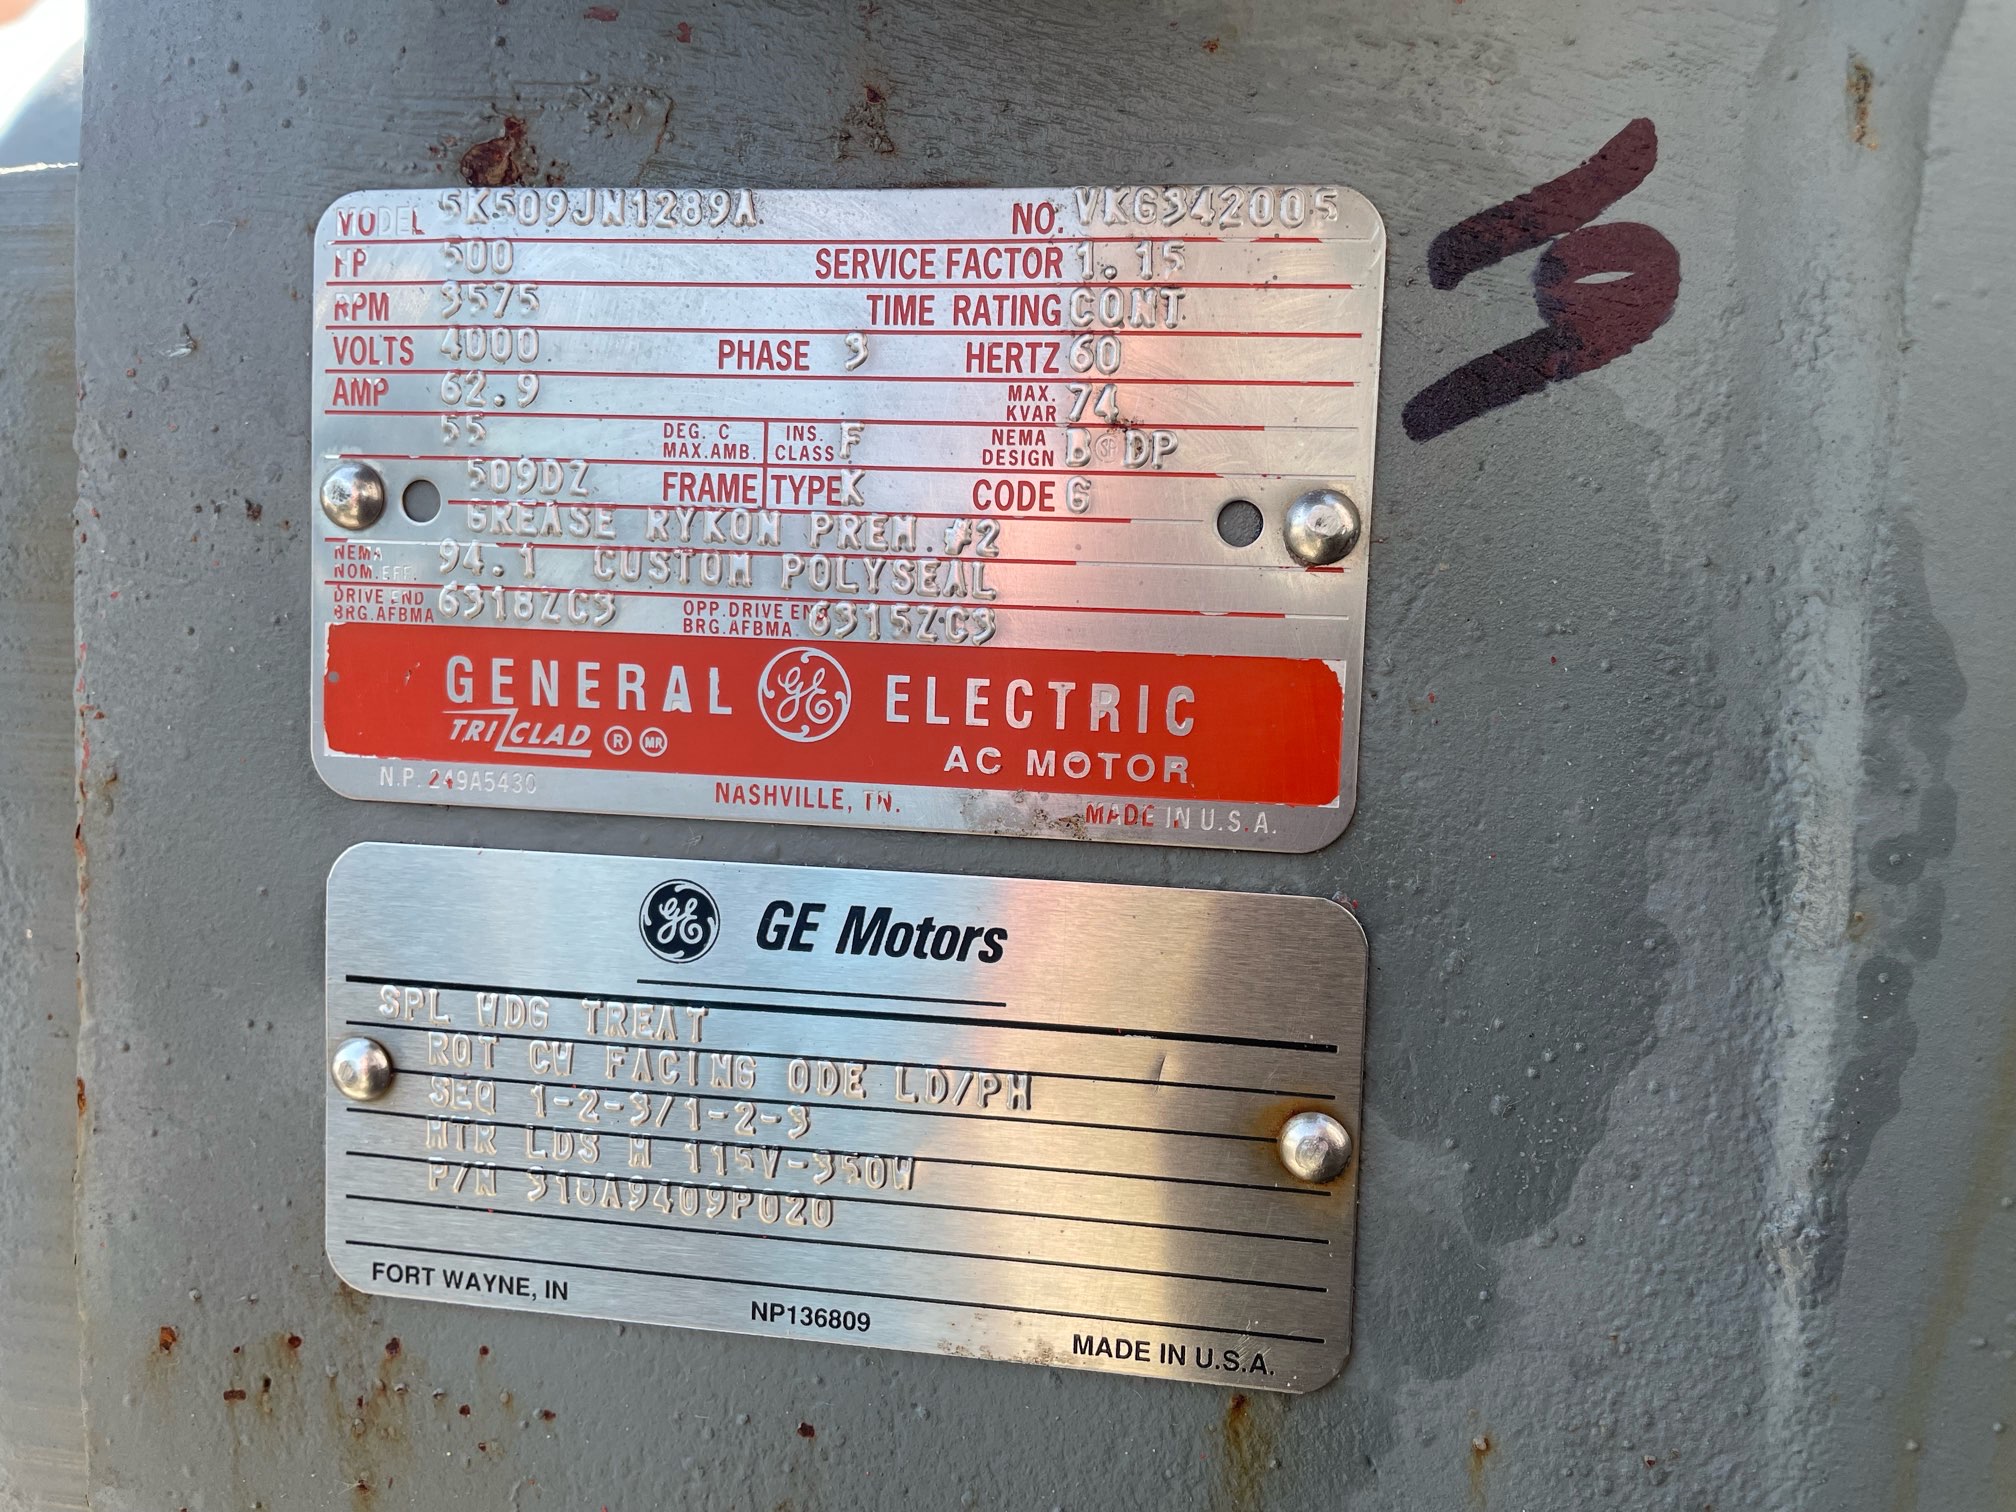 MODEL 5K509JN1289A NO. VKG342005
HP 500 SERVICE FACTOR 1.15
RPM 3575 TIME RATING CONT
VOLTS 4000 PHASE 3 HERTZ 60
AMP 62.9 MAX. KVAR 74
55 DEG. C MAX.AMB. INS. CLASS F NEMA DESIGN B SA DP
509DZ FRAME TYPE K CODE G
GREASE RYKON PREM #2
NEMA NOM.EFF. 94.1 CUSTOM POLYSEAL
DRIVE END BRG.AFBMA 6318ZC3 OPP.DRIVE END BRG.AFBMA 6315ZC3
GENERAL GE ELECTRIC
TRI CLAD ® MR AC MOTOR
N.P. 249A5430 NASHVILLE, TN. MADE IN U.S.A.
GE GE Motors
SPL WDG TREAT
ROT CW FACING ODE LD/PH
SEQ 1-2-3/1-2-3
HTR LDS H 115V-350W
P/N 318A9409P020
FORT WAYNE, IN NP136809 MADE IN U.S.A.